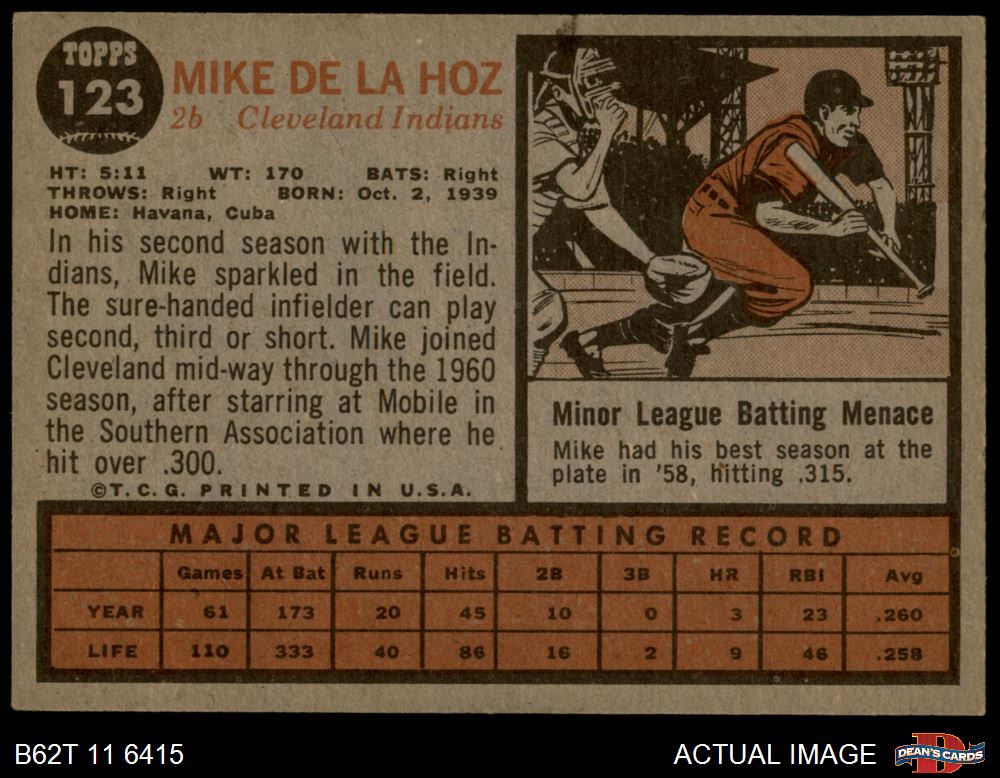 TOPPS
123
MIKE DE LA HOZ
2b Cleveland Indians
HT: 5:11 WT: 170 BATS: Right
THROWS: Right BORN: Oct. 2, 1939
HOME: Havana, Cuba
In his second season with the In-
dians, Mike sparkled in the field.
The sure-handed infielder can play
second, third or short. Mike joined
Cleveland mid-way through the 1960
season, after starring at Mobile in
the Southern Association where he
hit over .300.
©T.C.G. PRINTED IN U.S.A.
Minor League Batting Menace
Mike had his best season at the
plate in '58, hitting .315.
MAJOR LEAGUE BATTING RECORD
Games At Bat Runs Hits 2B 3B HR RBI Avg
YEAR 61 173 20 45 10 0 3 23 .260
LIFE 110 333 40 86 16 2 9 46 .258
B62T 11 6415
ACTUAL IMAGE
D
DEAN'S CARDS